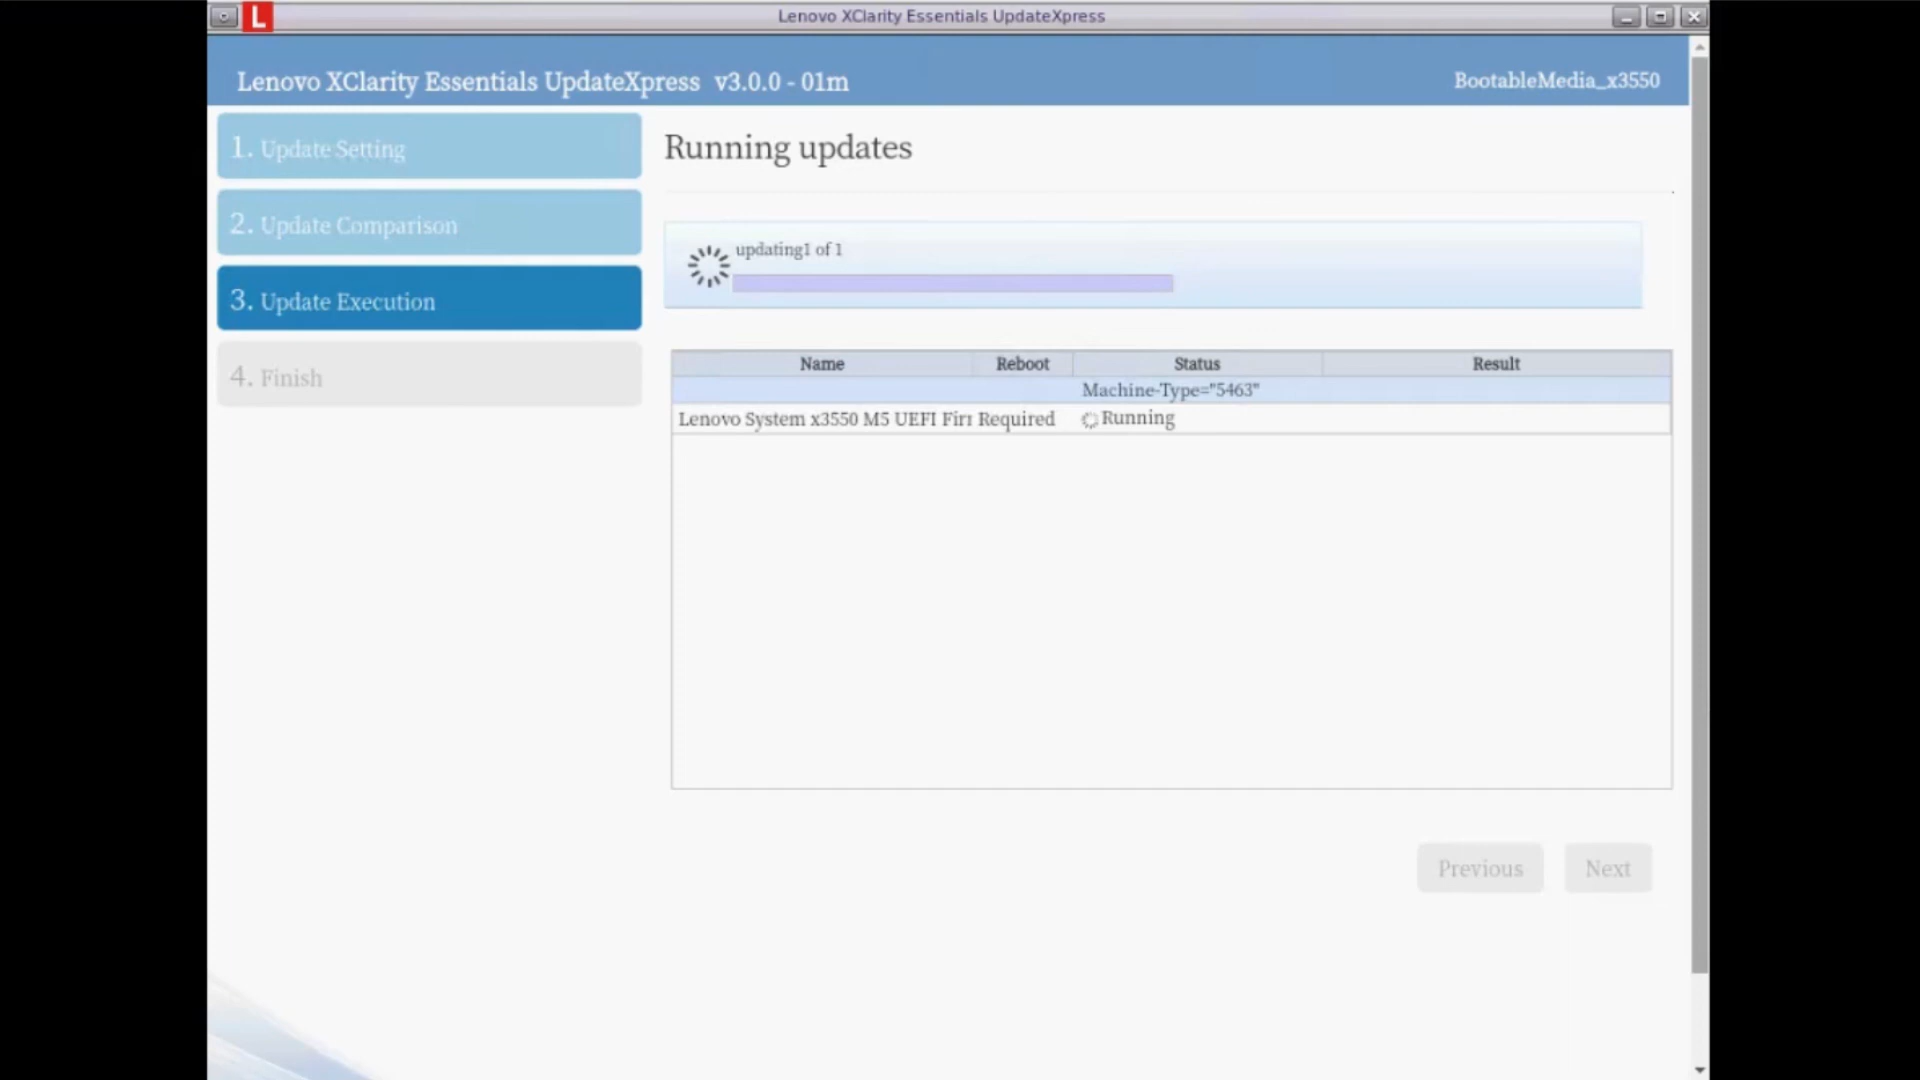 L
Lenovo XClarity Essentials UpdateXpress
Lenovo XClarity Essentials UpdateXpress v3.0.0 - 01m
BootableMedia_x3550
1. Update Setting
2. Update Comparison
3. Update Execution
4. Finish
Running updates
updating1 of 1
Name Reboot Status Result
Machine-Type="5463"
Lenovo System x3550 M5 UEFI Firm Required Running
Previous Next